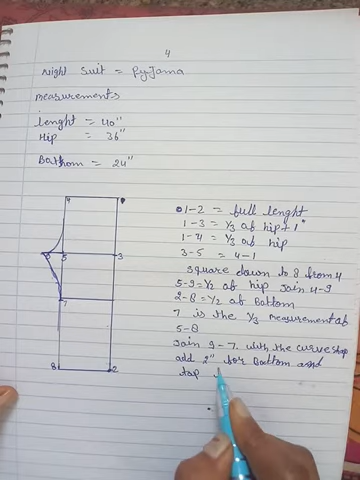 4
Night suit = Pyjama
measurements
Lenght = 40"
Hip = 36"
Bathom = 24"
1-2 = full lenght
1-3 = 1/3 of hip + 1"
1-4 = 1/3 of hip
3-5 = 4-1
square down to 8 from 4
5-9 = 1/2 of hip Join 4-9
2-8 = 1/2 of Bottom
7 is the 1/3 measurement of
5-8
Join 9-7 with the curve shap
add 2" for Bottom and
top
4
5
3
7
8
2